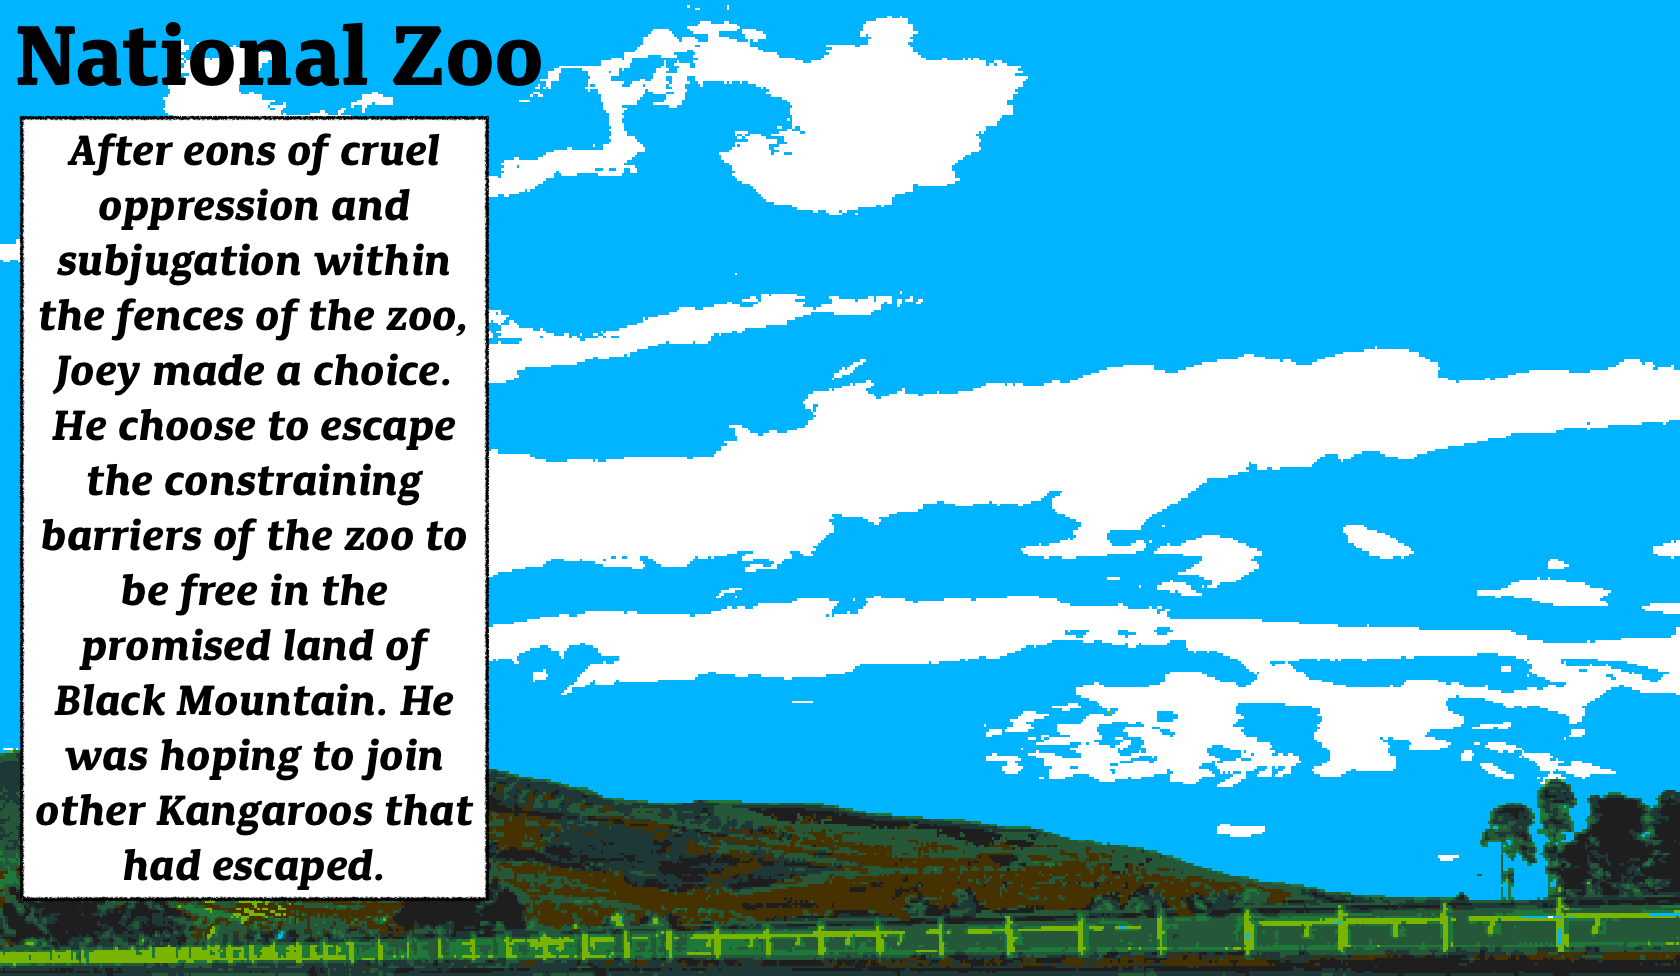 National Zoo
After eons of cruel
oppression and
subjugation within
the fences of the zoo,
Joey made a choice.
He choose to escape
the constraining
barriers of the zoo to
be free in the
promised land of
Black Mountain. He
was hoping to join
other Kangaroos that
had escaped.